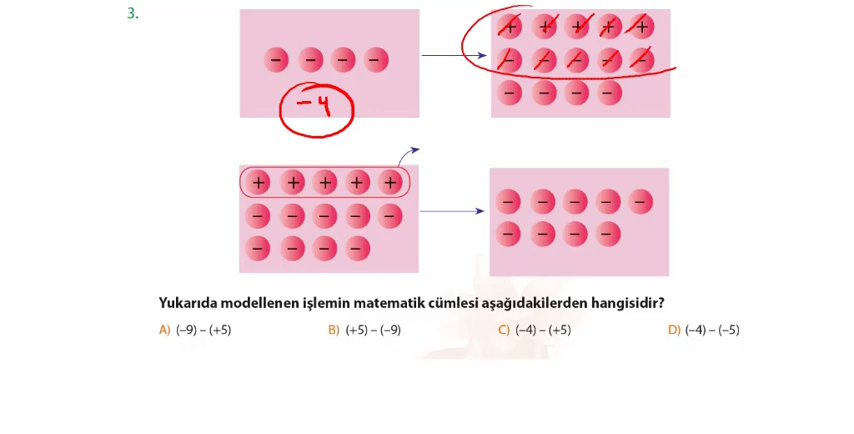 3.
– – – –
–4
+ + + + +
– – – – –
– – – –
+ + + + +
– – – – –
– – – –
– – – – –
– – – –
Yukarıda modellenen işlemin matematik cümlesi aşağıdakilerden hangisidir?
A) (–9) – (+5) B) (+5) – (–9) C) (–4) – (+5) D) (–4) – (–5)